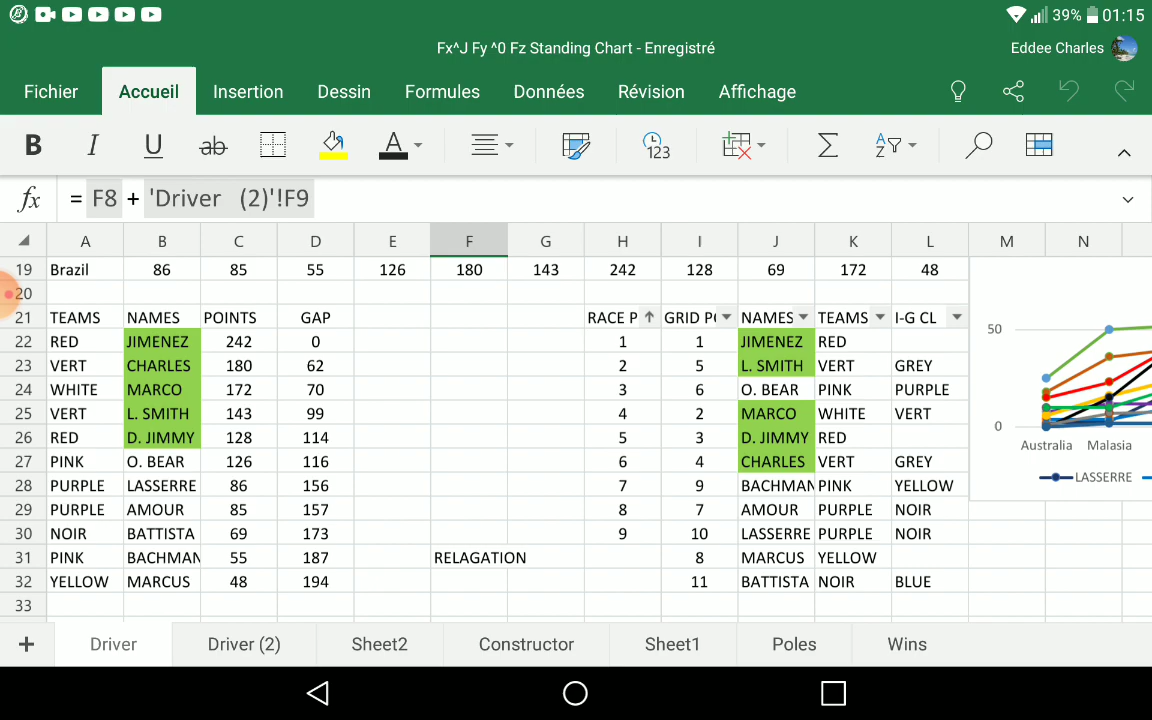 39% 01:15
Fx^J Fy ^0 Fz Standing Chart - Enregistré
Eddee Charles
Fichier Accueil Insertion Dessin Formules Données Révision Affichage
B I U ab A 123 Σ A Z
fx = F8 + 'Driver (2)'!F9
A B C D E F G H I J K L M N
19 Brazil 86 85 55 126 180 143 242 128 69 172 48
20
21 TEAMS NAMES POINTS GAP RACE P GRID P( NAMES TEAMS I-G CL
22 RED JIMENEZ 242 0 1 1 JIMENEZ RED
23 VERT CHARLES 180 62 2 5 L. SMITH VERT GREY
24 WHITE MARCO 172 70 3 6 O. BEAR PINK PURPLE
25 VERT L. SMITH 143 99 4 2 MARCO WHITE VERT
26 RED D. JIMMY 128 114 5 3 D. JIMMY RED
27 PINK O. BEAR 126 116 6 4 CHARLES VERT GREY
28 PURPLE LASSERRE 86 156 7 9 BACHMAN PINK YELLOW
29 PURPLE AMOUR 85 157 8 7 AMOUR PURPLE NOIR
30 NOIR BATTISTA 69 173 9 10 LASSERRE PURPLE NOIR
31 PINK BACHMAN 55 187 RELAGATION 8 MARCUS YELLOW
32 YELLOW MARCUS 48 194 11 BATTISTA NOIR BLUE
33
50
0
Australia Malasia
LASSERRE
+ Driver Driver (2) Sheet2 Constructor Sheet1 Poles Wins